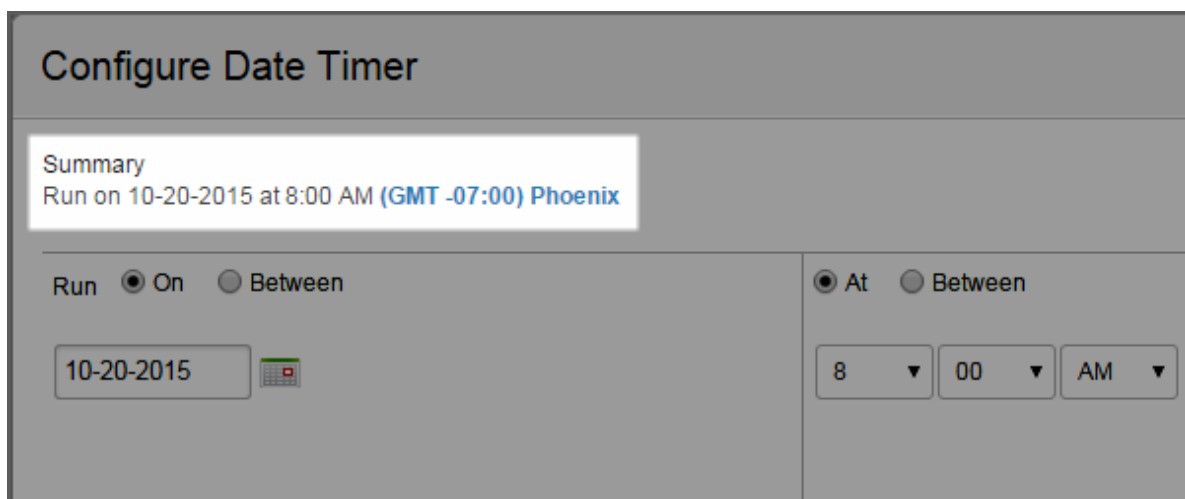 Configure Date Timer
Summary
Run on 10-20-2015 at 8:00 AM (GMT -07:00) Phoenix
Run On Between
At Between
10-20-2015
8 00 AM